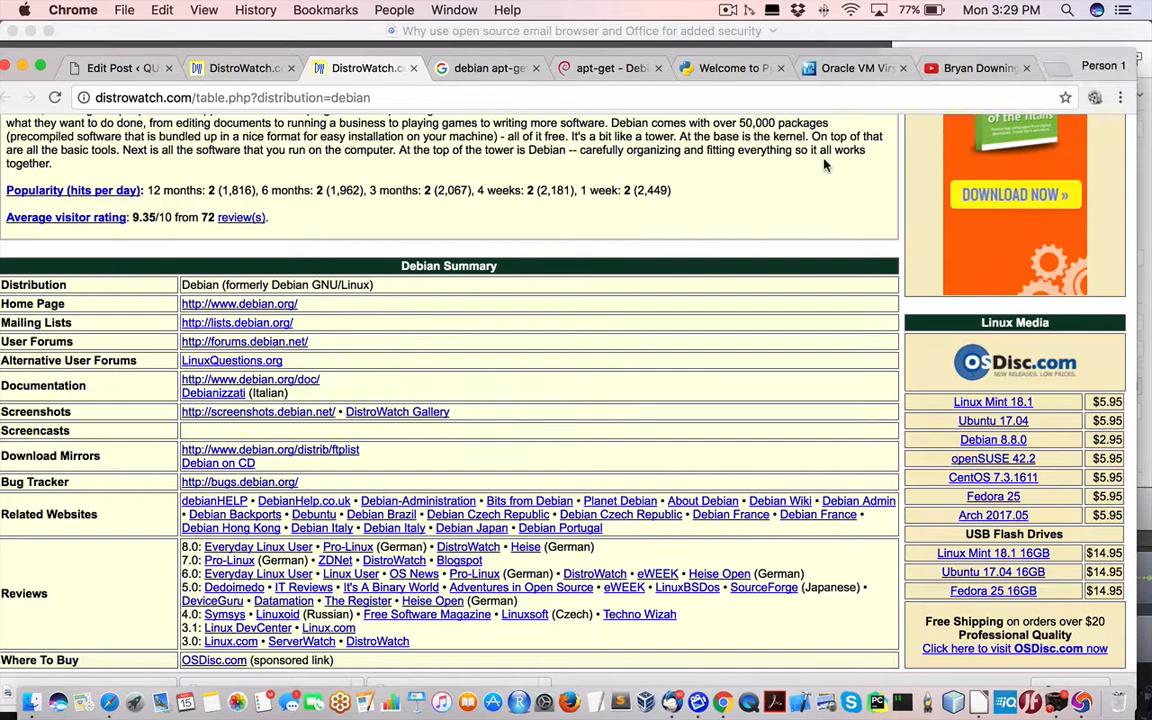 Chrome File Edit View History Bookmarks People Window Help 77% Mon 3:29 PM
Why use open source email browser and Office for added security
Edit Post ‹ QU DistroWatch.c DistroWatch.c debian apt-ge apt-get - Debi Welcome to Py Oracle VM Virt Bryan Downing Person 1
distrowatch.com/table.php?distribution=debian
what they want to do done, from editing documents to running a business to playing games to writing more software. Debian comes with over 50,000 packages
(precompiled software that is bundled up in a nice format for easy installation on your machine) - all of it free. It's a bit like a tower. At the base is the kernel. On top of that
are all the basic tools. Next is all the software that you run on the computer. At the top of the tower is Debian -- carefully organizing and fitting everything so it all works
together.
Popularity (hits per day): 12 months: 2 (1,816), 6 months: 2 (1,962), 3 months: 2 (2,067), 4 weeks: 2 (2,181), 1 week: 2 (2,449)
Average visitor rating: 9.35/10 from 72 review(s).
Debian Summary
Distribution Debian (formerly Debian GNU/Linux)
Home Page http://www.debian.org/
Mailing Lists http://lists.debian.org/
User Forums http://forums.debian.net/
Alternative User Forums LinuxQuestions.org
Documentation http://www.debian.org/doc/
Debianizzati (Italian)
Screenshots http://screenshots.debian.net/ • DistroWatch Gallery
Screencasts
Download Mirrors http://www.debian.org/distrib/ftplist
Debian on CD
Bug Tracker http://bugs.debian.org/
Related Websites debianHELP • DebianHelp.co.uk • Debian-Administration • Bits from Debian • Planet Debian • About Debian • Debian Wiki • Debian Admin
• Debian Backports • Debuntu • Debian Brazil • Debian Czech Republic • Debian Czech Republic • Debian France • Debian France •
Debian Hong Kong • Debian Italy • Debian Italy • Debian Japan • Debian Portugal
Reviews 8.0: Everyday Linux User • Pro-Linux (German) • DistroWatch • Heise (German)
7.0: Pro-Linux (German) • ZDNet • DistroWatch • Blogspot
6.0: Everyday Linux User • Linux User • OS News • Pro-Linux (German) • DistroWatch • eWEEK • Heise Open (German)
5.0: Dedoimedo • IT Reviews • It's A Binary World • Adventures in Open Source • eWEEK • LinuxBSDos • SourceForge (Japanese) •
DeviceGuru • Datamation • The Register • Heise Open (German)
4.0: Symsys • Linuxoid (Russian) • Free Software Magazine • Linuxsoft (Czech) • Techno Wizah
3.1: Linux DevCenter • Linux.com
3.0: Linux.com • ServerWatch • DistroWatch
Where To Buy OSDisc.com (sponsored link)
of the Titans
DOWNLOAD NOW »
Linux Media
OSDisc.com
NEW RELEASES. LOW PRICES.
Linux Mint 18.1 $5.95
Ubuntu 17.04 $5.95
Debian 8.8.0 $2.95
openSUSE 42.2 $5.95
CentOS 7.3.1611 $5.95
Fedora 25 $5.95
Arch 2017.05 $5.95
USB Flash Drives
Linux Mint 18.1 16GB $14.95
Ubuntu 17.04 16GB $14.95
Fedora 25 16GB $14.95
Free Shipping on orders over $20
Professional Quality
Click here to visit OSDisc.com now